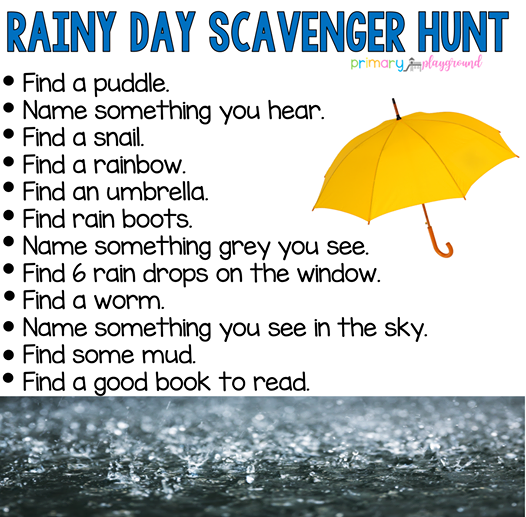 RAINY DAY SCAVENGER HUNT
primary playground
• Find a puddle.
• Name something you hear.
• Find a snail.
• Find a rainbow.
• Find an umbrella.
• Find rain boots.
• Name something grey you see.
• Find 6 rain drops on the window.
• Find a worm.
• Name something you see in the sky.
• Find some mud.
• Find a good book to read.